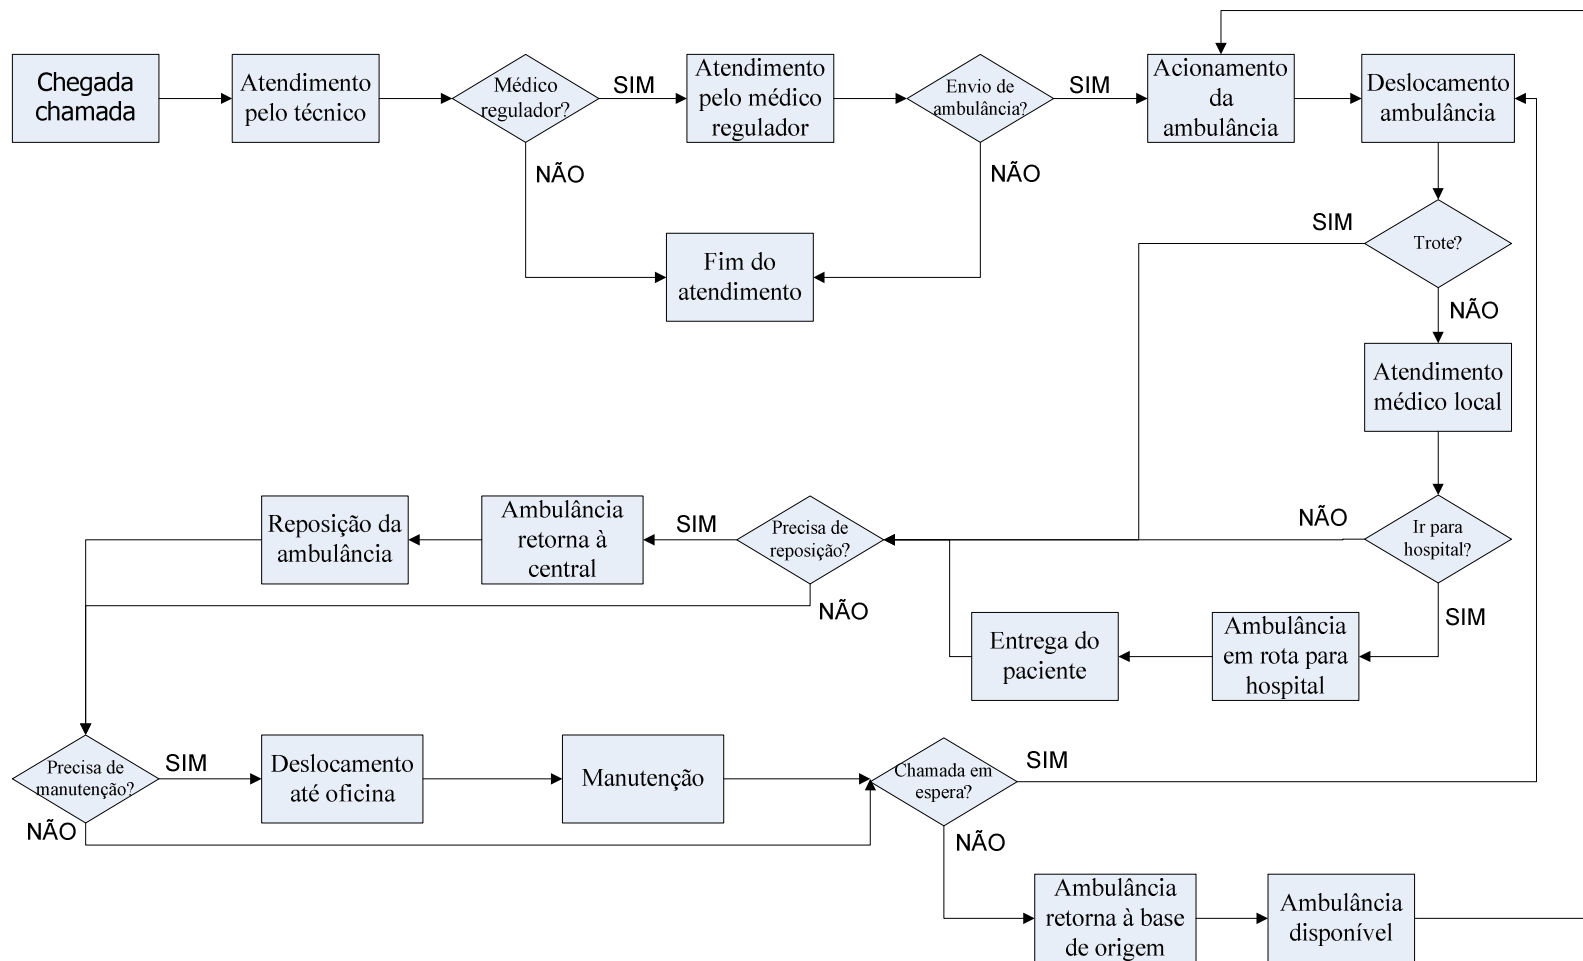 Chegada
chamada
Atendimento
pelo técnico
Médico
regulador?
SIM
NÃO
Atendimento
pelo médico
regulador
Envio de
ambulância?
SIM
NÃO
Fim do
atendimento
Acionamento
da
ambulância
Deslocamento
ambulância
Trote?
SIM
NÃO
Atendimento
médico local
Ir para
hospital?
NÃO
SIM
Ambulância
em rota para
hospital
Entrega do
paciente
Precisa de
reposição?
SIM
NÃO
Ambulância
retorna à
central
Reposição da
ambulância
Precisa de
manutenção?
SIM
NÃO
Deslocamento
até oficina
Manutenção
Chamada em
espera?
SIM
NÃO
Ambulância
retorna à base
de origem
Ambulância
disponível